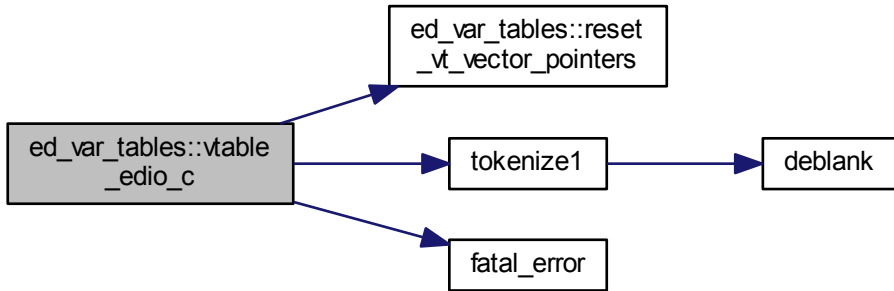 ed_var_tables::reset
_vt_vector_pointers
ed_var_tables::vtable
_edio_c
tokenize1
deblank
fatal_error